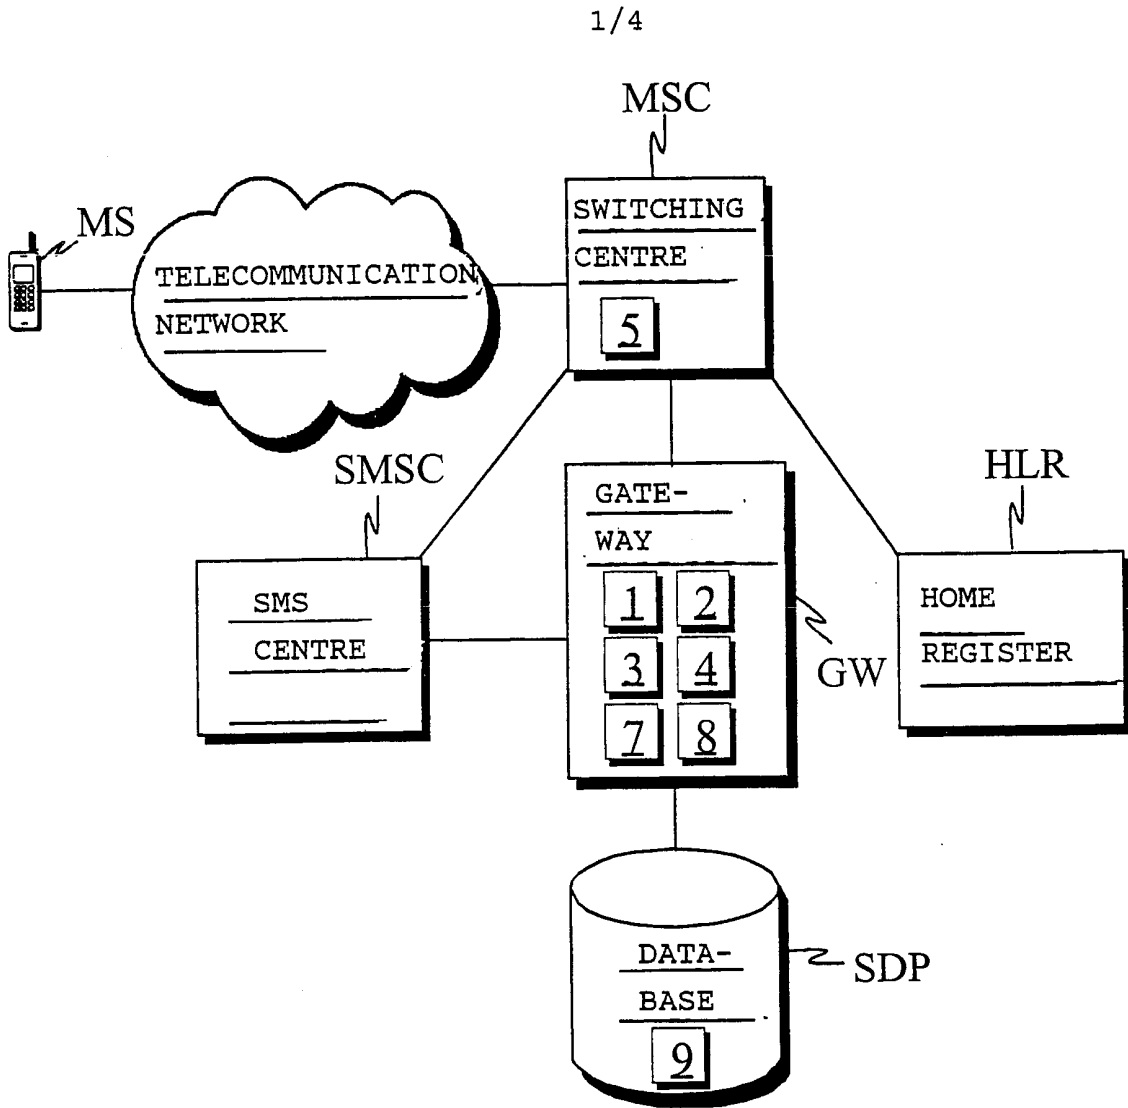 1/4
MSC
MS
SWITCHING
CENTRE
5
TELECOMMUNICATION
NETWORK
SMSC
HLR
GATE-
WAY
1 2
3 4
7 8
GW
SMS
CENTRE
HOME
REGISTER
SDP
DATA-
BASE
9